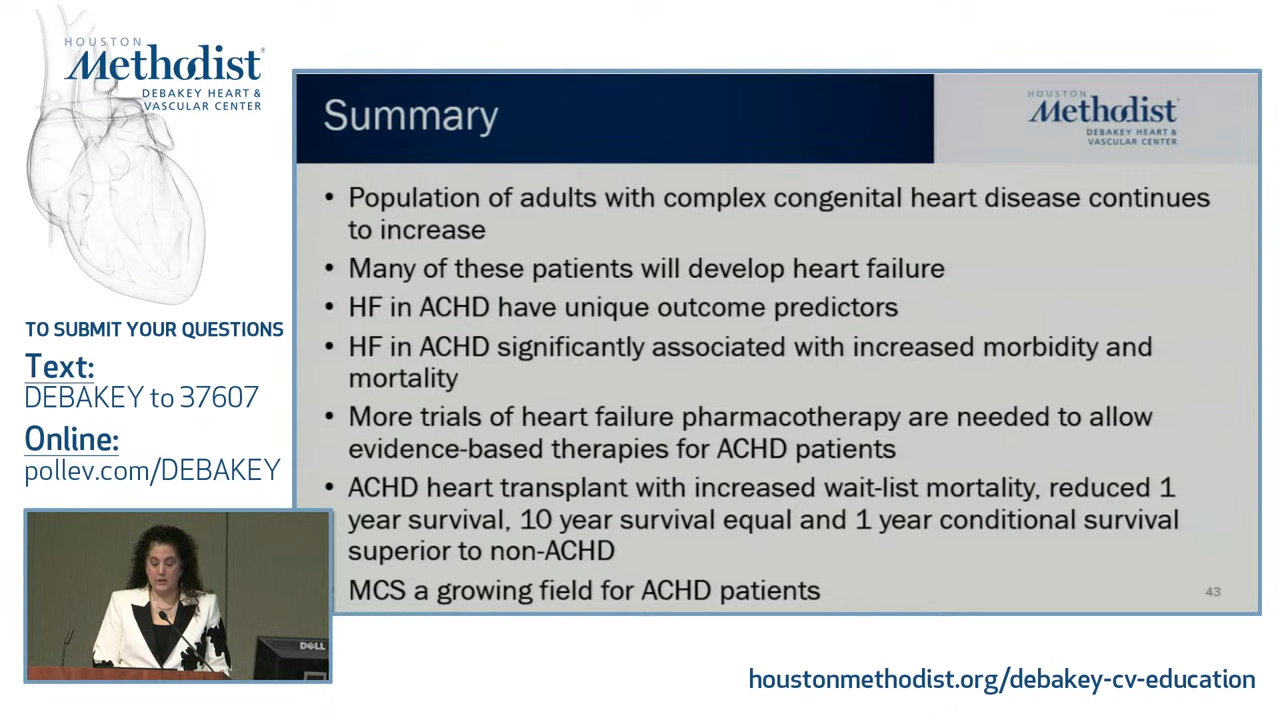 HOUSTON
Methodist
DEBAKEY HEART &
VASCULAR CENTER
TO SUBMIT YOUR QUESTIONS
Text:
DEBAKEY to 37607
Online:
pollev.com/DEBAKEY
Summary
HOUSTON
Methodist
DEBAKEY HEART &
VASCULAR CENTER
• Population of adults with complex congenital heart disease continues
to increase
• Many of these patients will develop heart failure
• HF in ACHD have unique outcome predictors
• HF in ACHD significantly associated with increased morbidity and
mortality
• More trials of heart failure pharmacotherapy are needed to allow
evidence-based therapies for ACHD patients
• ACHD heart transplant with increased wait-list mortality, reduced 1
year survival, 10 year survival equal and 1 year conditional survival
superior to non-ACHD
MCS a growing field for ACHD patients
43
DELL
houstonmethodist.org/debakey-cv-education